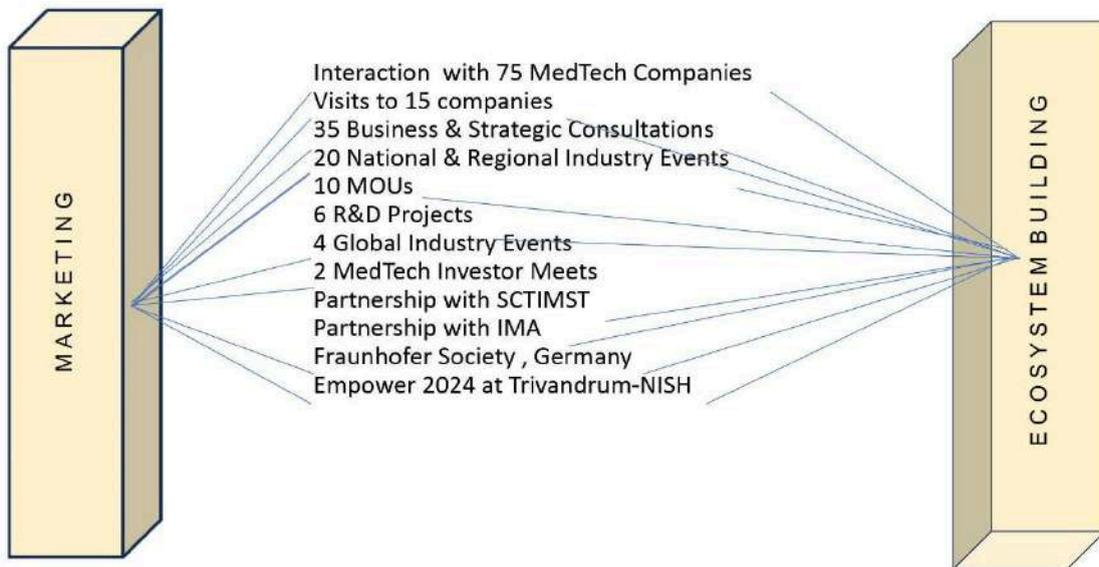 MARKETING
Interaction with 75 MedTech Companies
Visits to 15 companies
35 Business & Strategic Consultations
20 National & Regional Industry Events
10 MOUs
6 R&D Projects
4 Global Industry Events
2 MedTech Investor Meets
Partnership with SCTIMST
Partnership with IMA
Fraunhofer Society , Germany
Empower 2024 at Trivandrum-NISH
ECOSYSTEM BUILDING